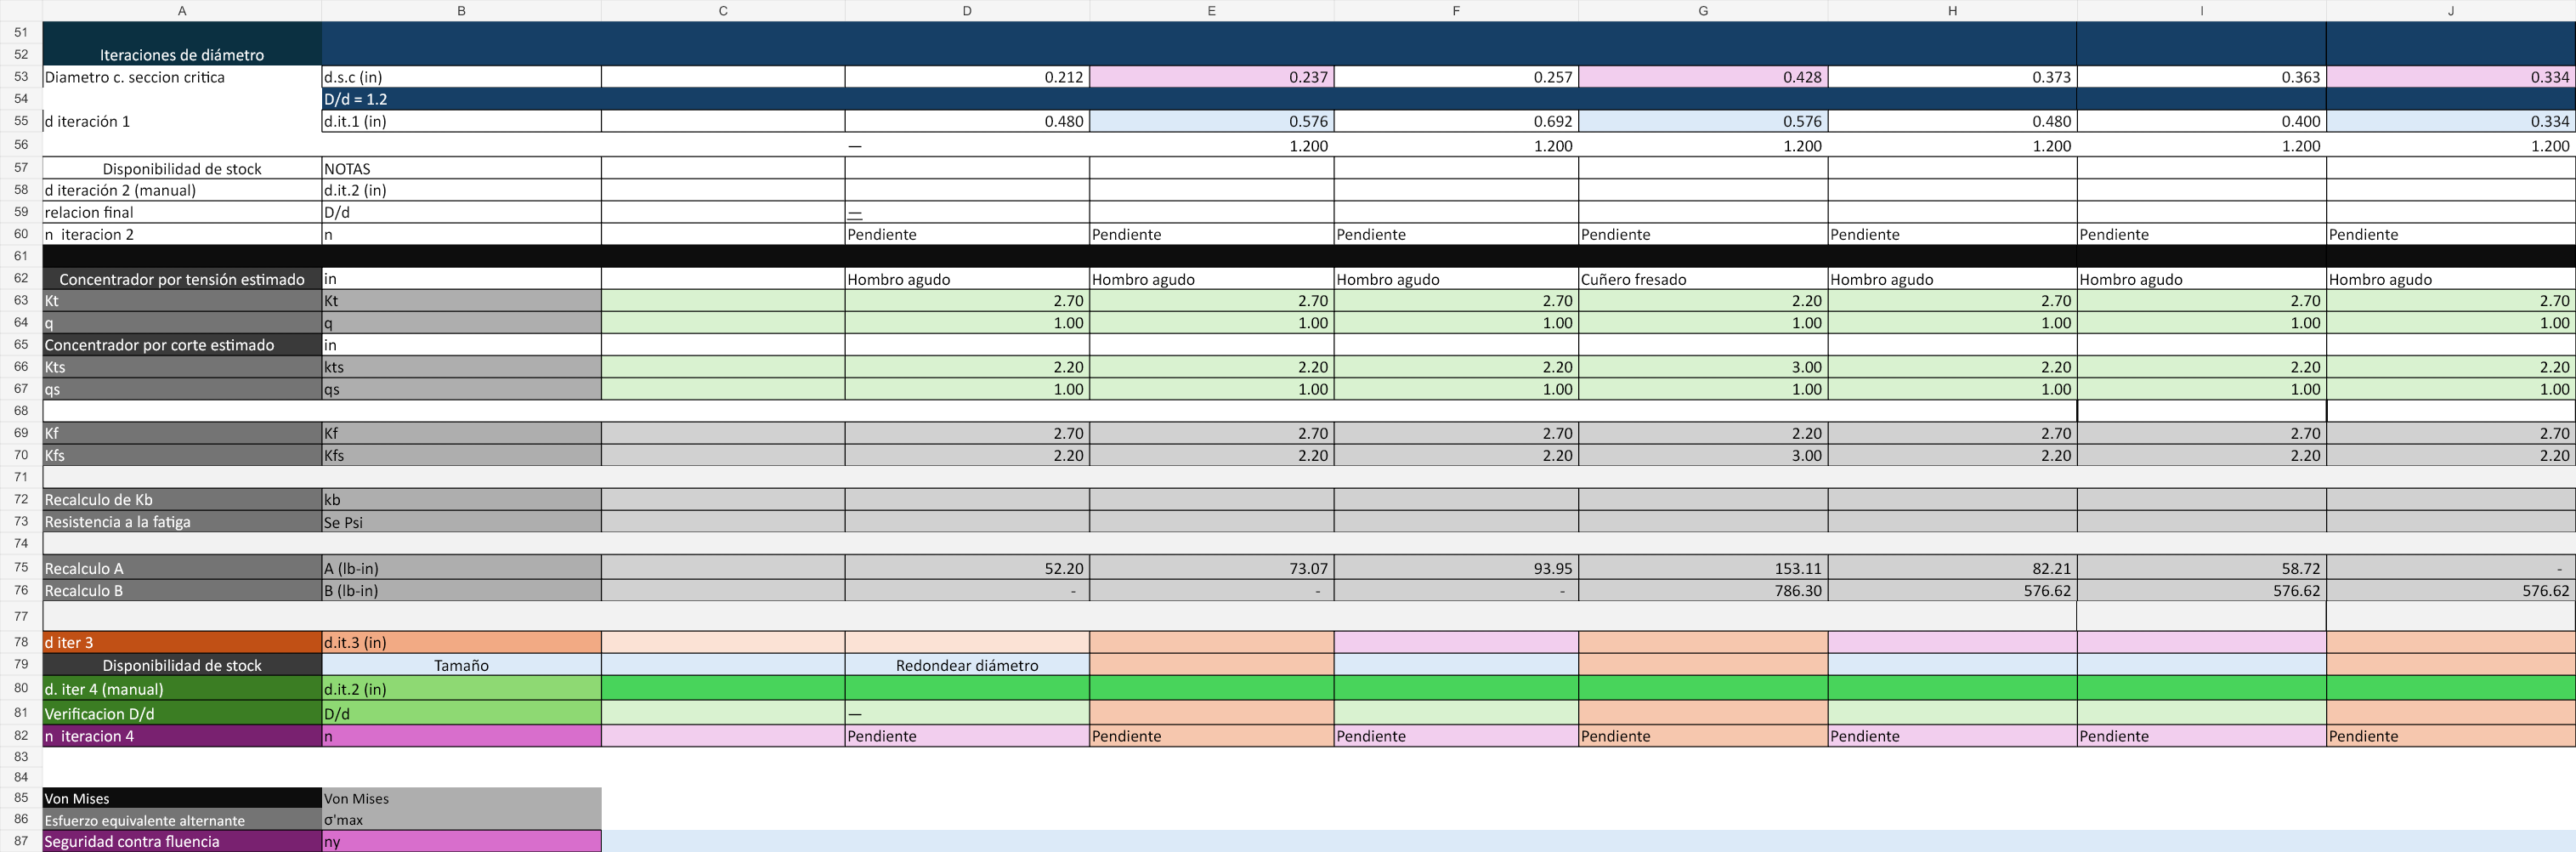 A B C D E F G H I J
51
52 Iteraciones de diámetro
53 Diametro c. seccion critica d.s.c (in) 0.212 0.237 0.257 0.428 0.373 0.363 0.334
54 D/d = 1.2
55 d iteración 1 d.it.1 (in) 0.480 0.576 0.692 0.576 0.480 0.400 0.334
56 — 1.200 1.200 1.200 1.200 1.200 1.200
57 Disponibilidad de stock NOTAS
58 d iteración 2 (manual) d.it.2 (in)
59 relacion final D/d —
60 n iteracion 2 n Pendiente Pendiente Pendiente Pendiente Pendiente Pendiente Pendiente
61
62 Concentrador por tensión estimado in Hombro agudo Hombro agudo Hombro agudo Cuñero fresado Hombro agudo Hombro agudo Hombro agudo
63 Kt Kt 2.70 2.70 2.70 2.20 2.70 2.70 2.70
64 q q 1.00 1.00 1.00 1.00 1.00 1.00 1.00
65 Concentrador por corte estimado in
66 Kts kts 2.20 2.20 2.20 3.00 2.20 2.20 2.20
67 qs qs 1.00 1.00 1.00 1.00 1.00 1.00 1.00
68
69 Kf Kf 2.70 2.70 2.70 2.20 2.70 2.70 2.70
70 Kfs Kfs 2.20 2.20 2.20 3.00 2.20 2.20 2.20
71
72 Recalculo de Kb kb
73 Resistencia a la fatiga Se Psi
74
75 Recalculo A A (lb-in) 52.20 73.07 93.95 153.11 82.21 58.72 -
76 Recalculo B B (lb-in) - - - 786.30 576.62 576.62 576.62
77
78 d iter 3 d.it.3 (in)
79 Disponibilidad de stock Tamaño Redondear diámetro
80 d. iter 4 (manual) d.it.2 (in)
81 Verificacion D/d D/d —
82 n iteracion 4 n Pendiente Pendiente Pendiente Pendiente Pendiente Pendiente Pendiente
83
84
85 Von Mises Von Mises
86 Esfuerzo equivalente alternante σ'max
87 Seguridad contra fluencia ny